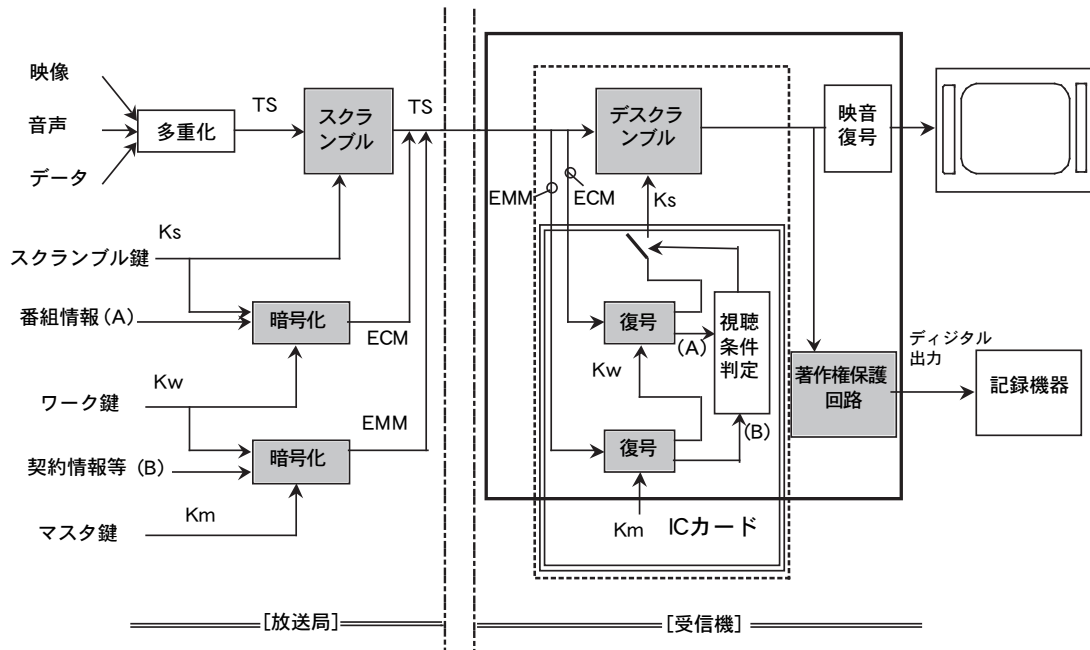 映像
音声
データ
多重化
TS
スクラ
ンブル
TS
Ks
スクランブル鍵
番組情報(A)
暗号化
ECM
Kw
ワーク鍵
EMM
契約情報等 (B)
暗号化
Km
マスタ鍵
[放送局]
デスクラ
ンブル
EMM
ECM
Ks
復号
(A)
視聴
条件
判定
Kw
復号
(B)
Km
ICカード
映音
復号
著作権保護
回路
ディジタル
出力
記録機器
[受信機]